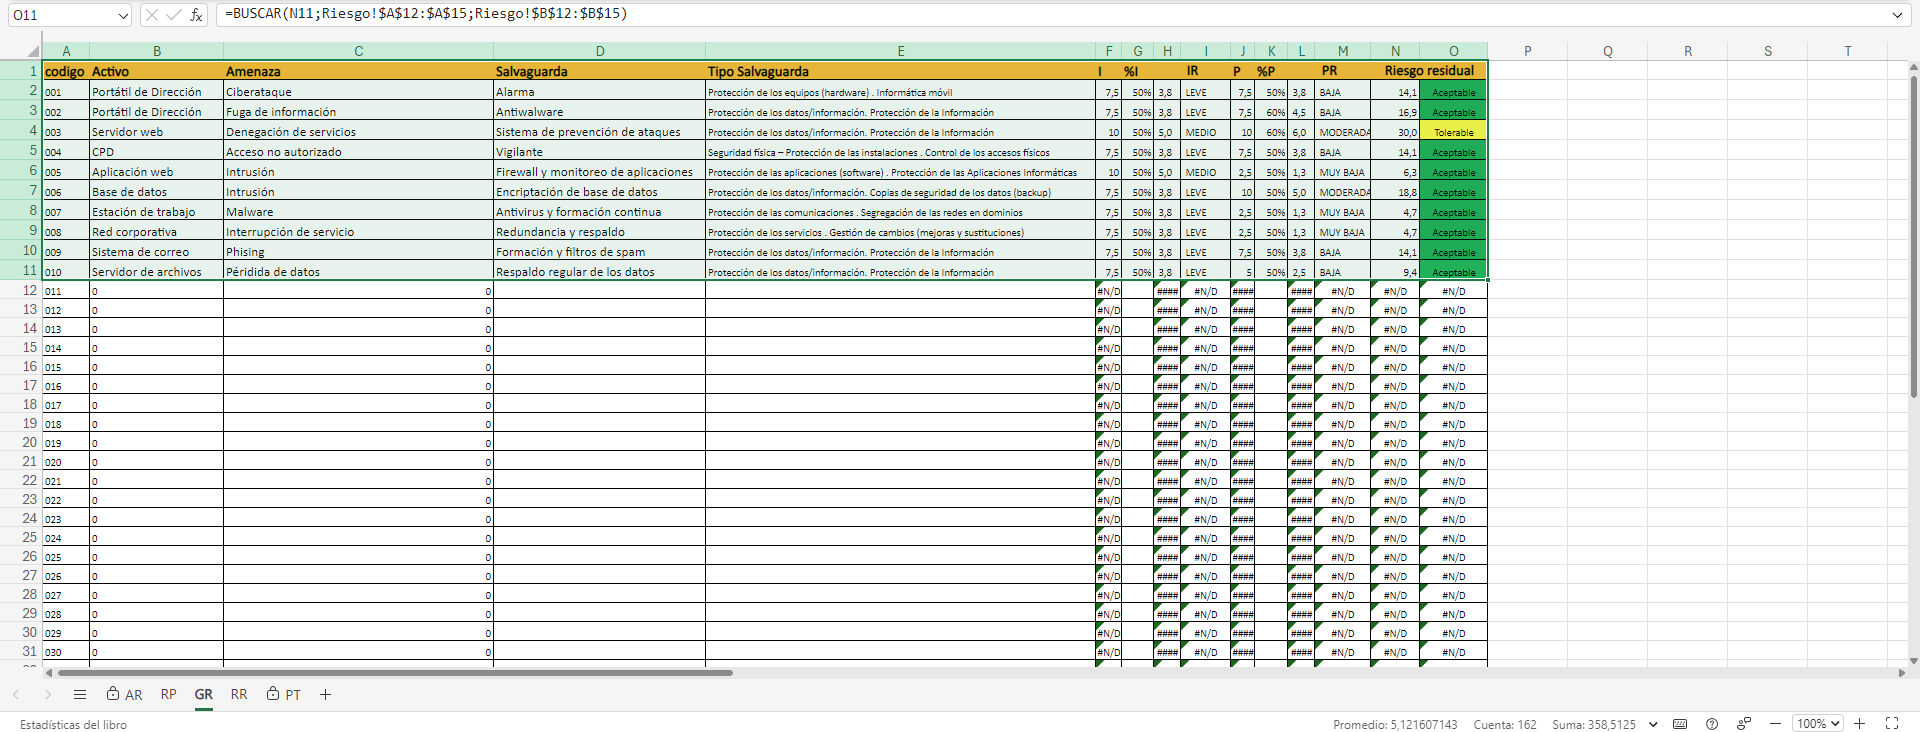 O11 fx =BUSCAR(N11;Riesgo!$A$12:$A$15;Riesgo!$B$12:$B$15)
A B C D E F G H I J K L M N O P Q R S T
1 codigo Activo Amenaza Salvaguarda Tipo Salvaguarda I %I IR P %P PR Riesgo residual
2 001 Portátil de Dirección Ciberataque Alarma Protección de los equipos (hardware) . Informática móvil 7,5 50% 3,8 LEVE 7,5 50% 3,8 BAJA 14,1 Aceptable
3 002 Portátil de Dirección Fuga de información Antiwalware Protección de los datos/información. Protección de la Información 7,5 50% 3,8 LEVE 7,5 60% 4,5 BAJA 16,9 Aceptable
4 003 Servidor web Denegación de servicios Sistema de prevención de ataques Protección de los datos/información. Protección de la Información 10 50% 5,0 MEDIO 10 60% 6,0 MODERADA 30,0 Tolerable
5 004 CPD Acceso no autorizado Vigilante Seguridad física – Protección de las instalaciones . Control de los accesos físicos 7,5 50% 3,8 LEVE 7,5 50% 3,8 BAJA 14,1 Aceptable
6 005 Aplicación web Intrusión Firewall y monitoreo de aplicaciones Protección de las aplicaciones (software) . Protección de las Aplicaciones Informáticas 10 50% 5,0 MEDIO 2,5 50% 1,3 MUY BAJA 6,3 Aceptable
7 006 Base de datos Intrusión Encriptación de base de datos Protección de los datos/información. Copias de seguridad de los datos (backup) 7,5 50% 3,8 LEVE 10 50% 5,0 MODERADA 18,8 Aceptable
8 007 Estación de trabajo Malware Antivirus y formación continua Protección de las comunicaciones . Segregación de las redes en dominios 7,5 50% 3,8 LEVE 2,5 50% 1,3 MUY BAJA 4,7 Aceptable
9 008 Red corporativa Interrupción de servicio Redundancia y respaldo Protección de los servicios . Gestión de cambios (mejoras y sustituciones) 7,5 50% 3,8 LEVE 2,5 50% 1,3 MUY BAJA 4,7 Aceptable
10 009 Sistema de correo Phising Formación y filtros de spam Protección de los datos/información. Protección de la Información 7,5 50% 3,8 LEVE 7,5 50% 3,8 BAJA 14,1 Aceptable
11 010 Servidor de archivos Péridida de datos Respaldo regular de los datos Protección de los datos/información. Protección de la Información 7,5 50% 3,8 LEVE 5 50% 2,5 BAJA 9,4 Aceptable
12 011 0 0 #N/D #### #N/D #### #### #N/D #N/D #N/D
13 012 0 0 #N/D #### #N/D #### #### #N/D #N/D #N/D
14 013 0 0 #N/D #### #N/D #### #### #N/D #N/D #N/D
15 014 0 0 #N/D #### #N/D #### #### #N/D #N/D #N/D
16 015 0 0 #N/D #### #N/D #### #### #N/D #N/D #N/D
17 016 0 0 #N/D #### #N/D #### #### #N/D #N/D #N/D
18 017 0 0 #N/D #### #N/D #### #### #N/D #N/D #N/D
19 018 0 0 #N/D #### #N/D #### #### #N/D #N/D #N/D
20 019 0 0 #N/D #### #N/D #### #### #N/D #N/D #N/D
21 020 0 0 #N/D #### #N/D #### #### #N/D #N/D #N/D
22 021 0 0 #N/D #### #N/D #### #### #N/D #N/D #N/D
23 022 0 0 #N/D #### #N/D #### #### #N/D #N/D #N/D
24 023 0 0 #N/D #### #N/D #### #### #N/D #N/D #N/D
25 024 0 0 #N/D #### #N/D #### #### #N/D #N/D #N/D
26 025 0 0 #N/D #### #N/D #### #### #N/D #N/D #N/D
27 026 0 0 #N/D #### #N/D #### #### #N/D #N/D #N/D
28 027 0 0 #N/D #### #N/D #### #### #N/D #N/D #N/D
29 028 0 0 #N/D #### #N/D #### #### #N/D #N/D #N/D
30 029 0 0 #N/D #### #N/D #### #### #N/D #N/D #N/D
31 030 0 0 #N/D #### #N/D #### #### #N/D #N/D #N/D
AR RP GR RR PT
Estadísticas del libro Promedio: 5,121607143 Cuenta: 162 Suma: 358,5125 100%